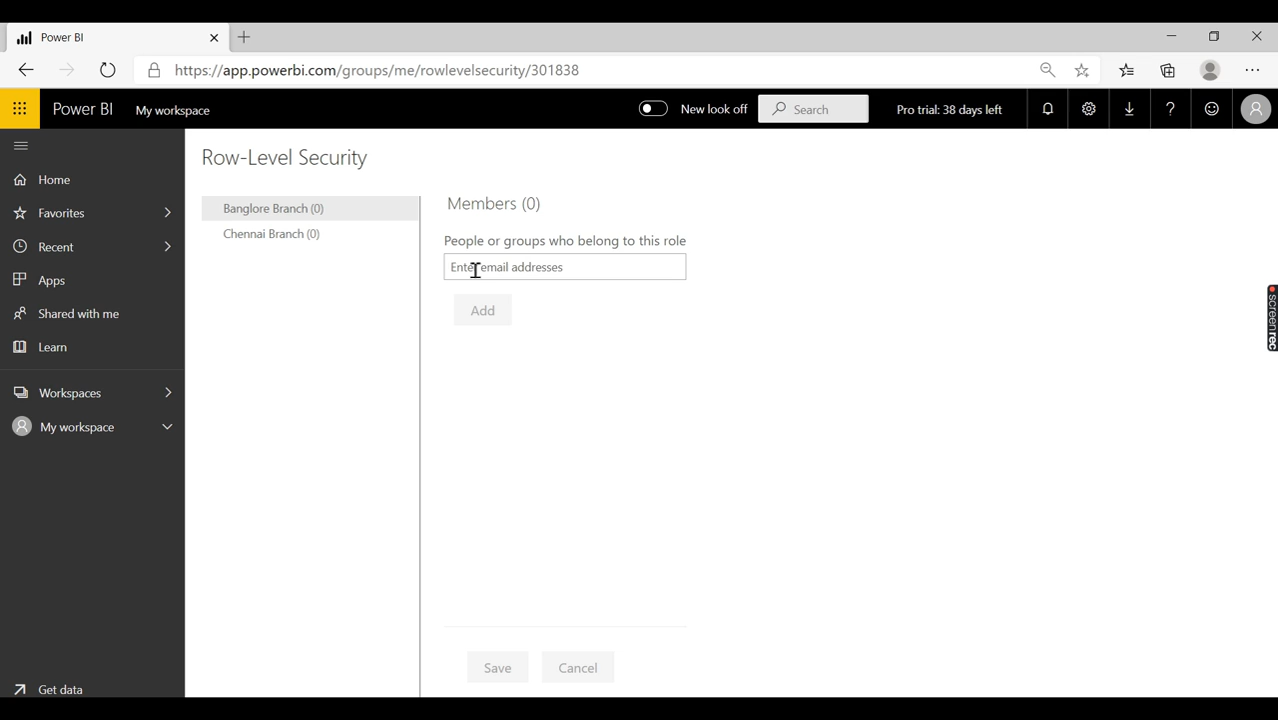 Power BI
https://app.powerbi.com/groups/me/rowlevelsecurity/301838
Power BI
My workspace
New look off
Search
Pro trial: 38 days left
Home
Favorites
Recent
Apps
Shared with me
Learn
Workspaces
My workspace
Get data
Row-Level Security
Banglore Branch (0)
Chennai Branch (0)
Members (0)
People or groups who belong to this role
Enter email addresses
Add
Save
Cancel
screenrec